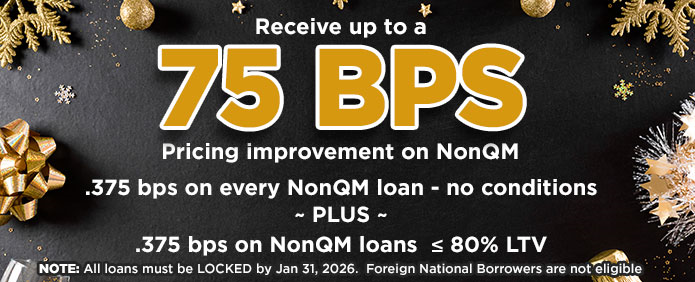 Receive up to a
75 BPS
Pricing improvement on NonQM
.375 bps on every NonQM loan - no conditions
~ PLUS ~
.375 bps on NonQM loans ≤ 80% LTV
NOTE: All loans must be LOCKED by Jan 31, 2026. Foreign National Borrowers are not eligible